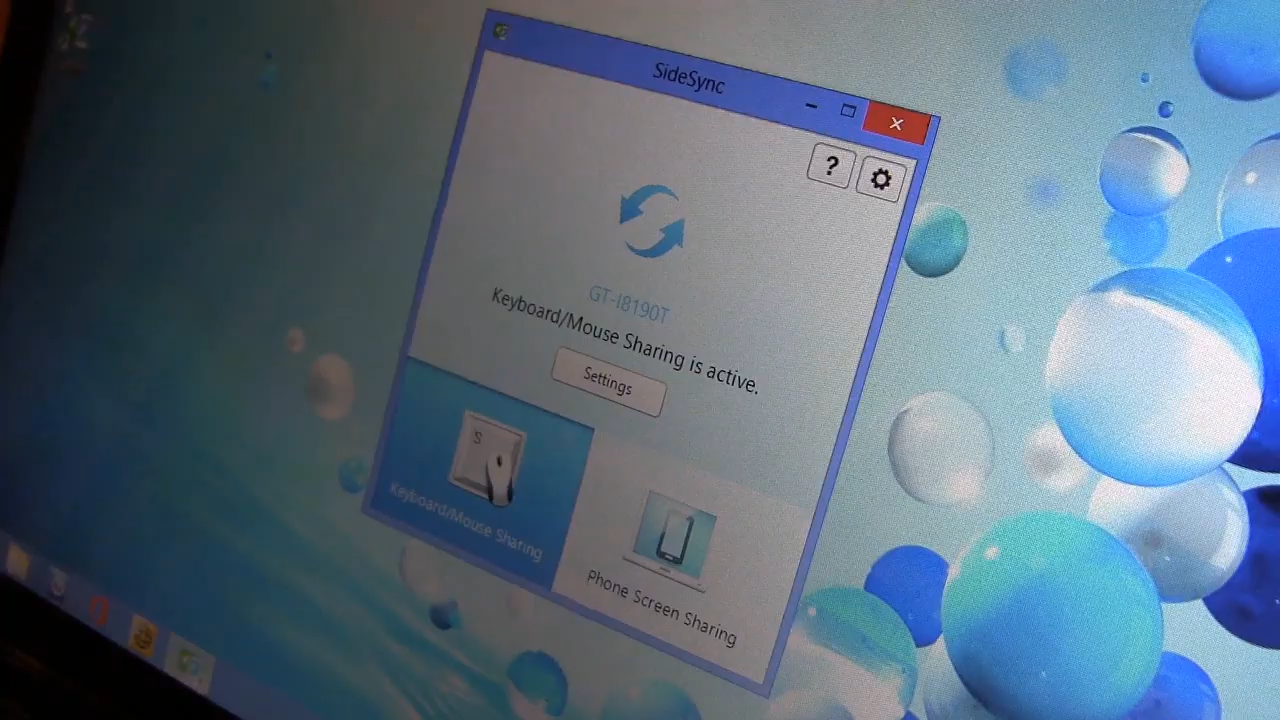 SideSync
?
GT-I8190T
Keyboard/Mouse Sharing is active.
Settings
S
Keyboard/Mouse Sharing
Phone Screen Sharing